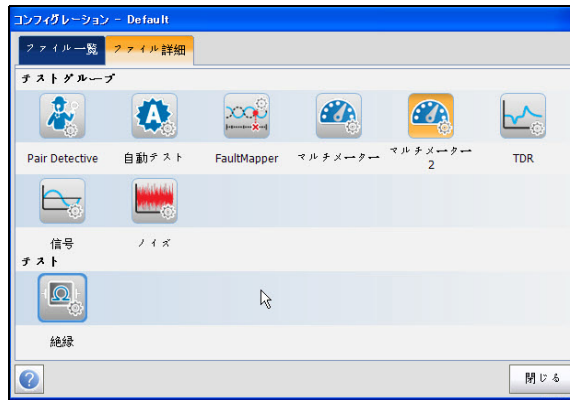 コンフィグレーション - Default
ファイル一覧 ファイル詳細
テストグループ
Pair Detective 自動テスト FaultMapper マルチメーター マルチメーター 2 TDR
信号 ノイズ
テスト
絶縁
閉じる